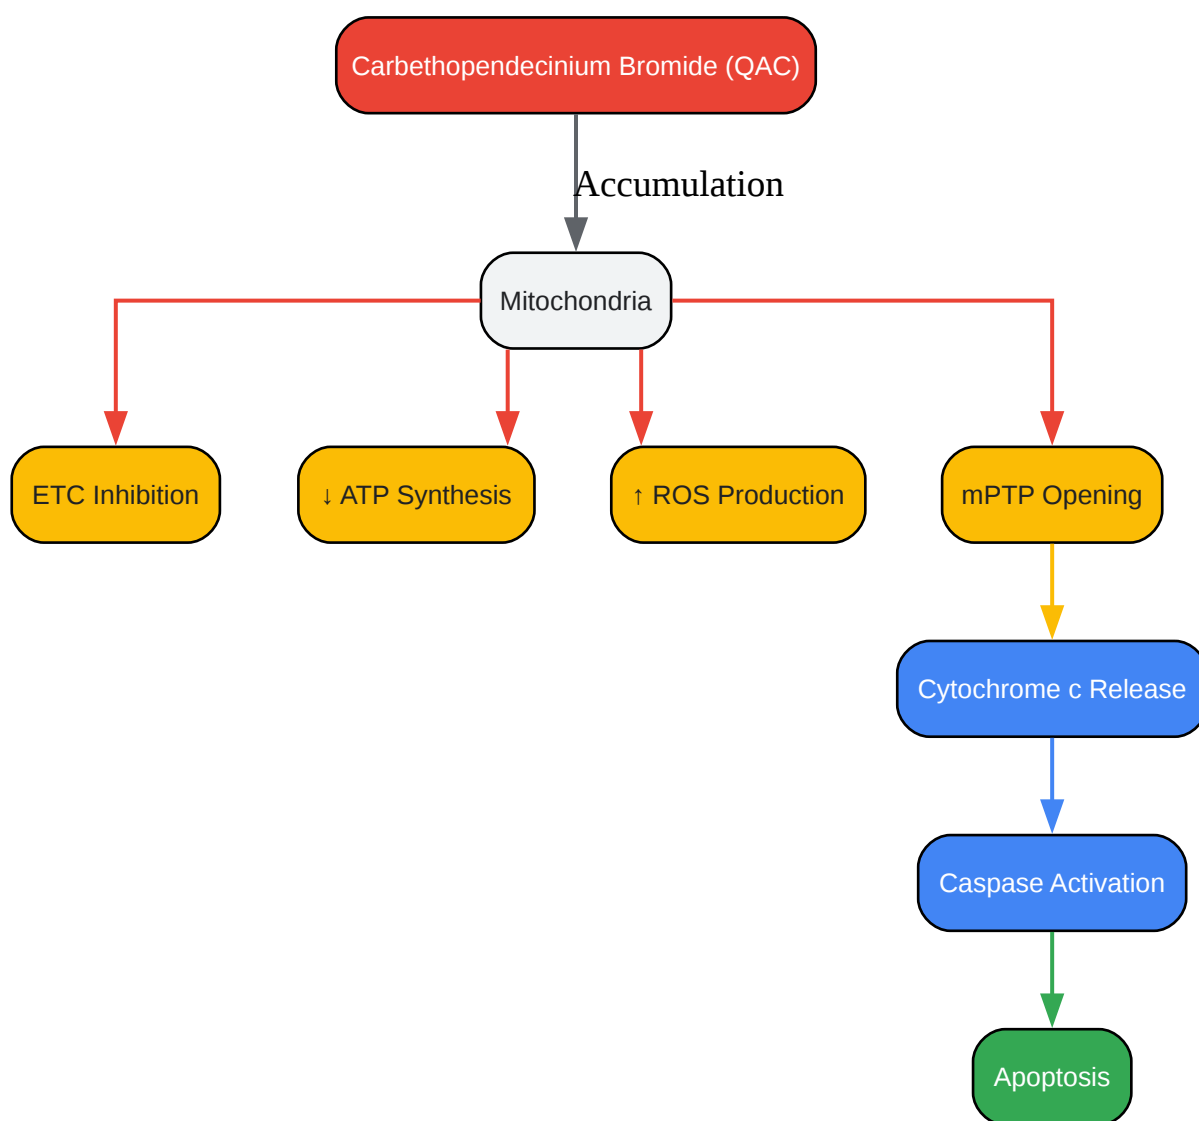 Carbethopendecinium Bromide (QAC)
Accumulation
Mitochondria
ETC Inhibition
↓ ATP Synthesis
↑ ROS Production
mPTP Opening
Cytochrome c Release
Caspase Activation
Apoptosis